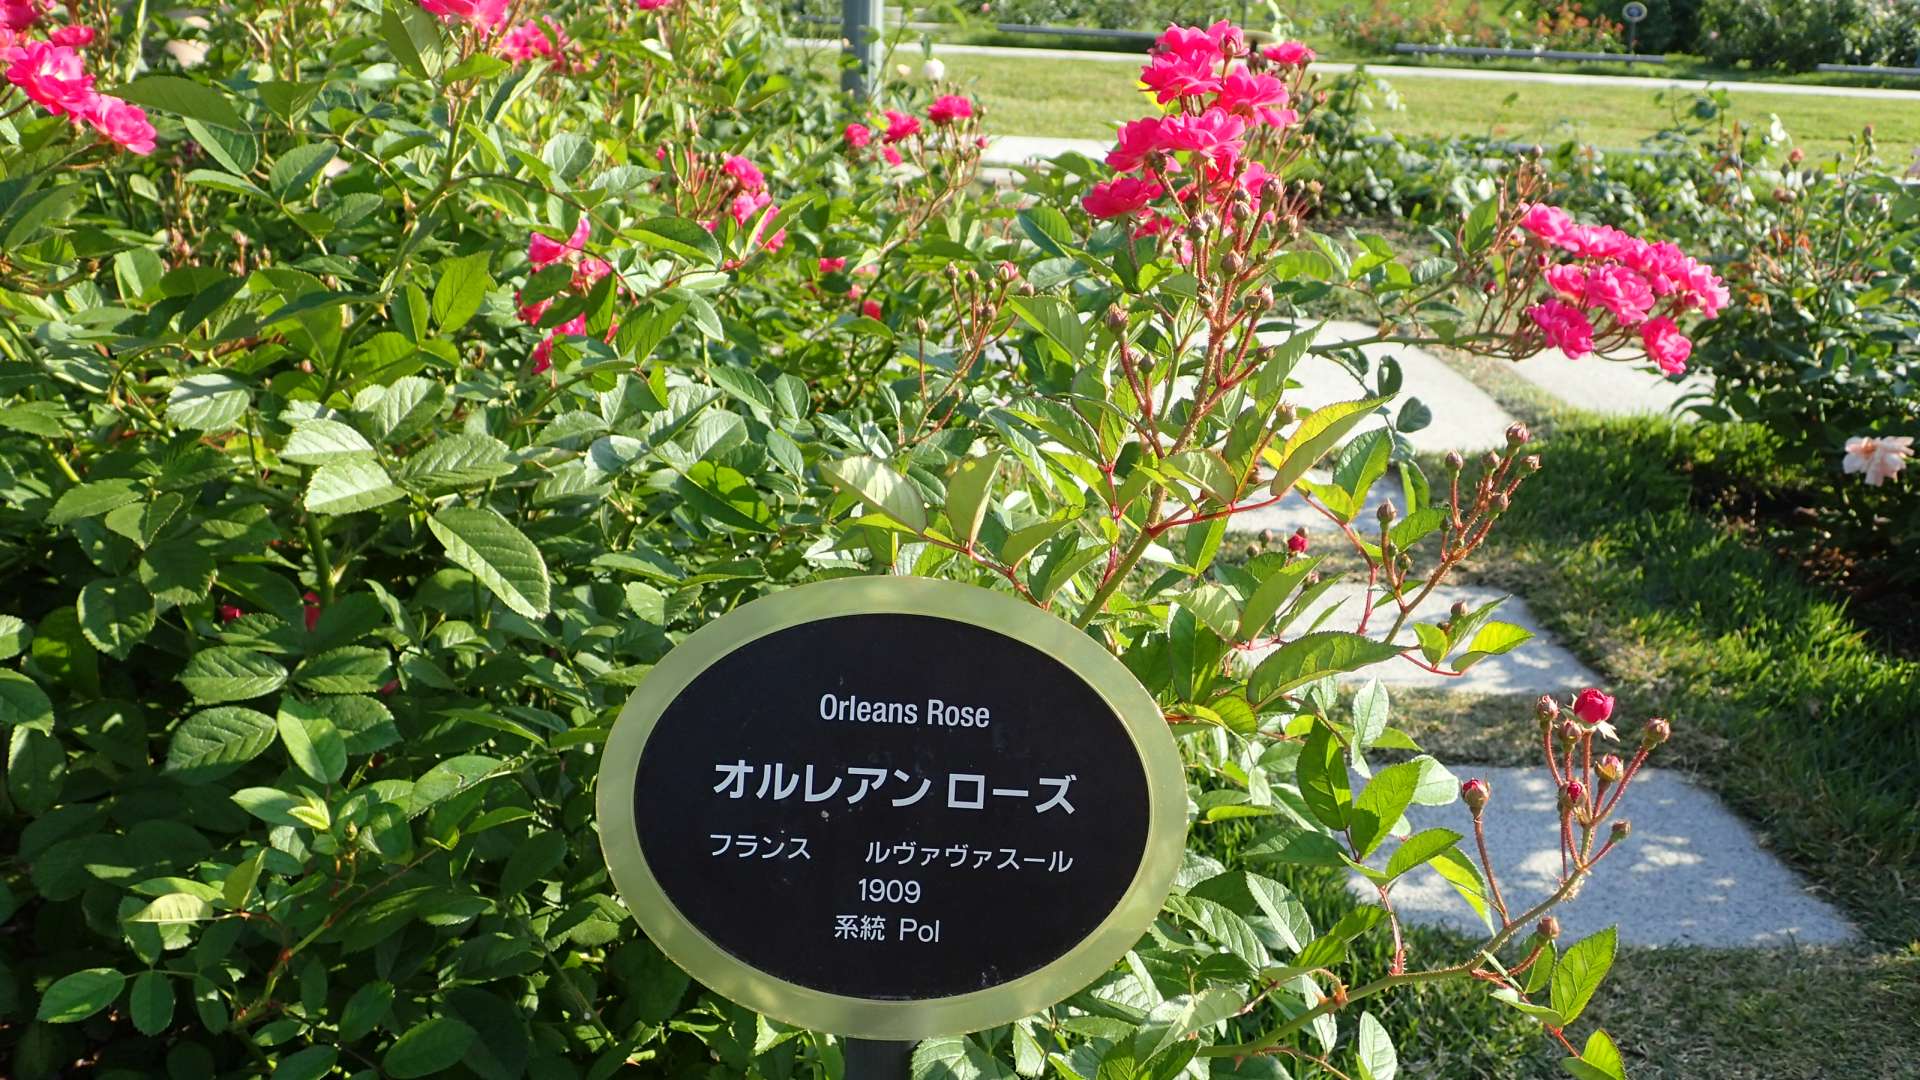 Orleans Rose
オルレアン ローズ
フランス　ルヴァヴァスール
1909
系統 Pol